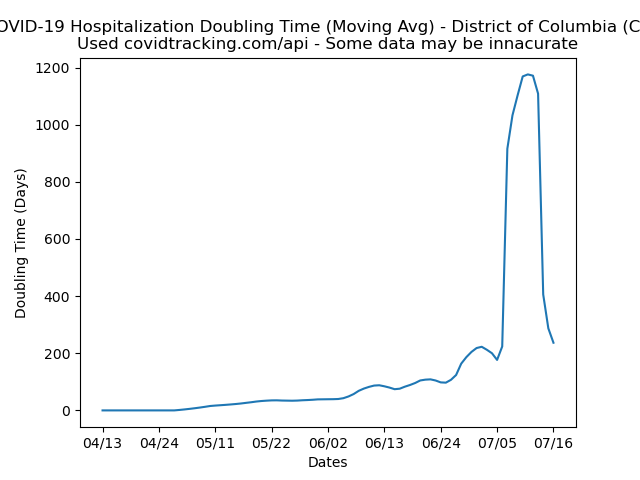 OVID-19 Hospitalization Doubling Time (Moving Avg) - District of Columbia (C
Used covidtracking.com/api - Some data may be innacurate
1200
1000
800
600
400
200
0
Doubling Time (Days)
04/13 04/24 05/11 05/22 06/02 06/13 06/24 07/05 07/16
Dates